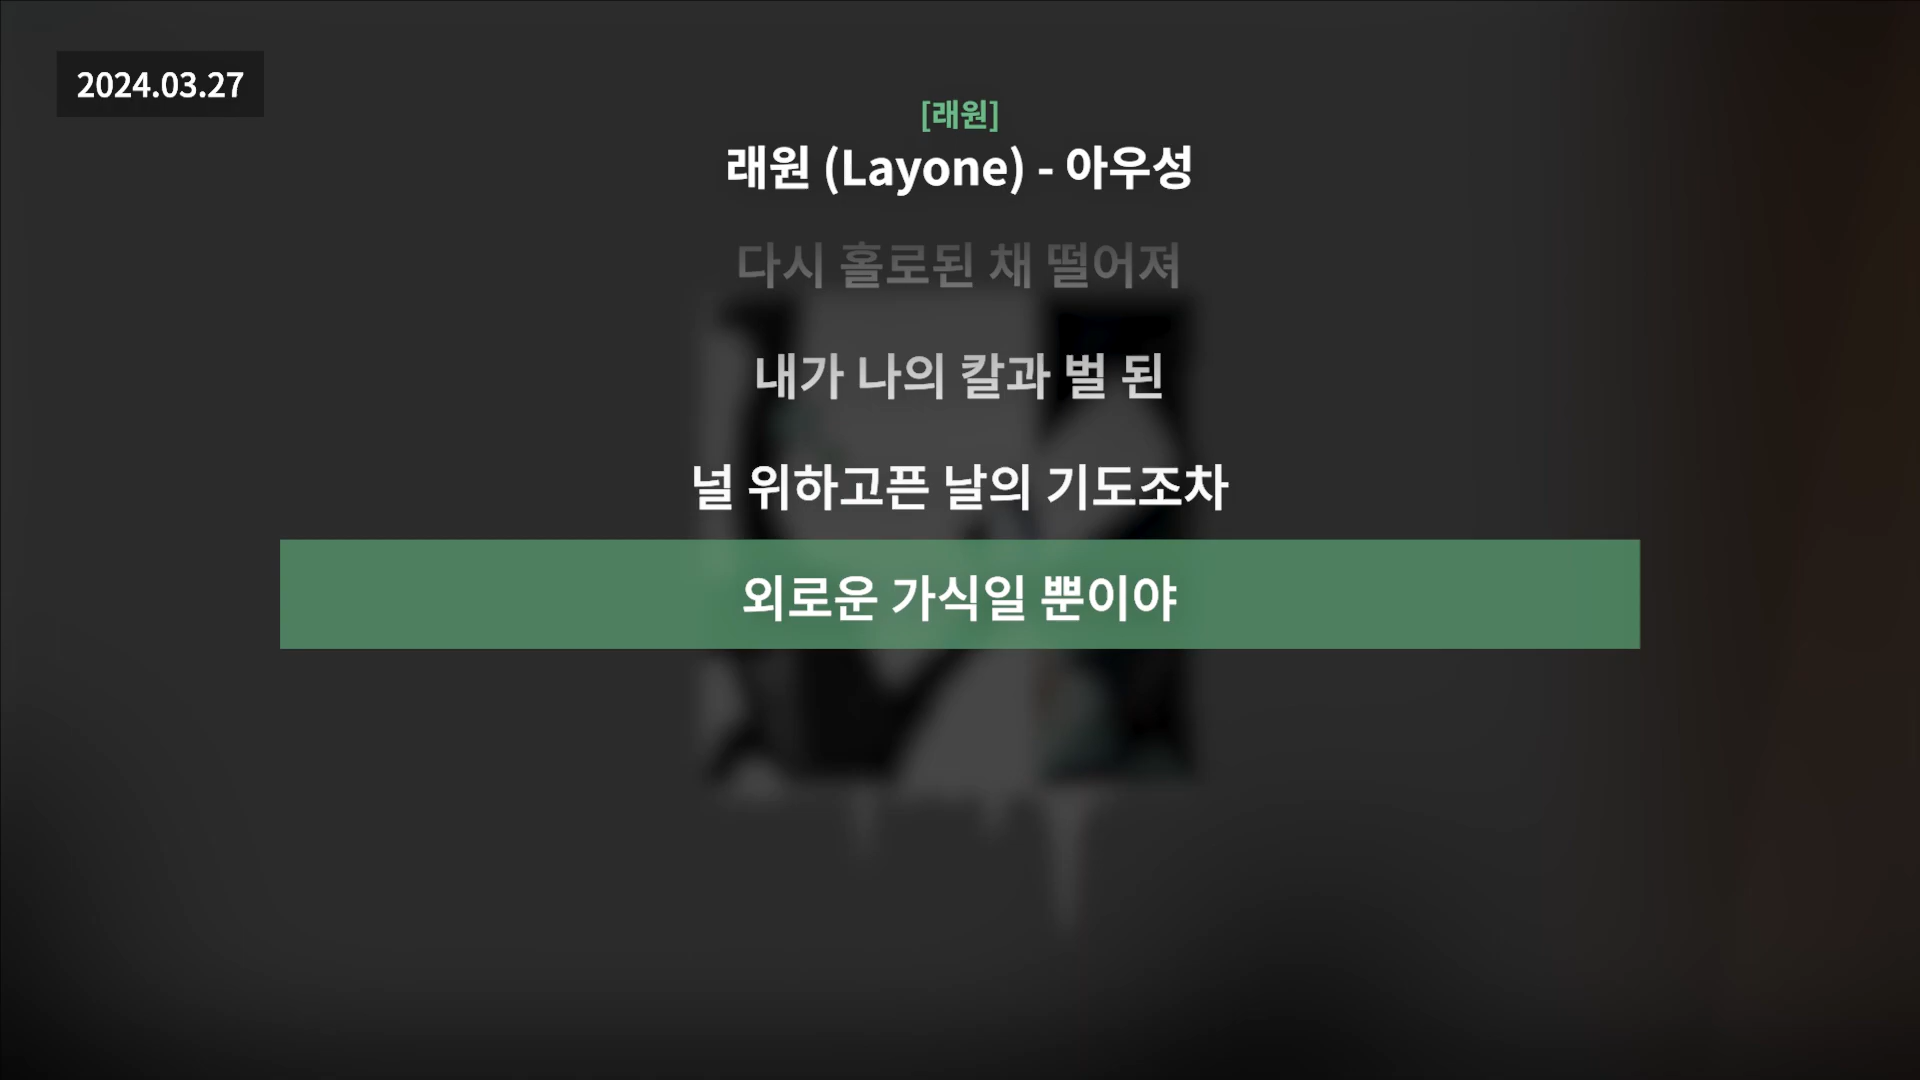 2024.03.27
[래원]
래원 (Layone) - 아우성
다시 홀로된 채 떨어져
내가 나의 칼과 벌 된
널 위하고픈 날의 기도조차
외로운 가식일 뿐이야